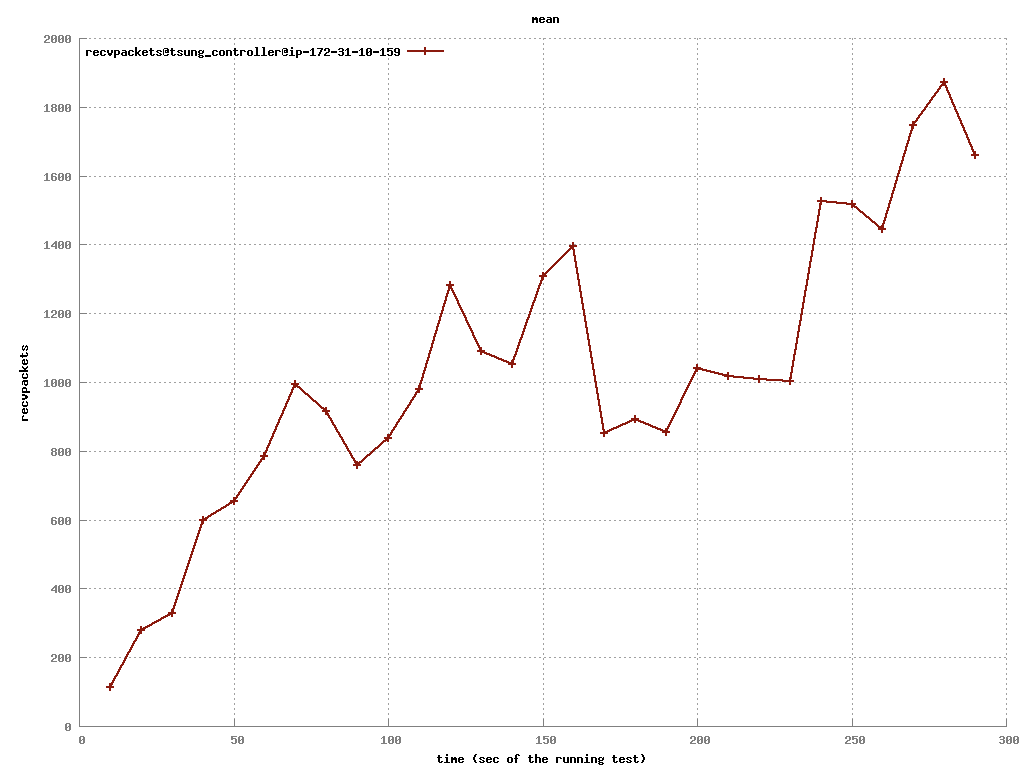 mean
2000
recvpackets@tsung_controller@ip-172-31-10-159
1800
1600
1400
1200
1000
800
600
400
200
0
recvpackets
0 50 100 150 200 250 300
time (sec of the running test)